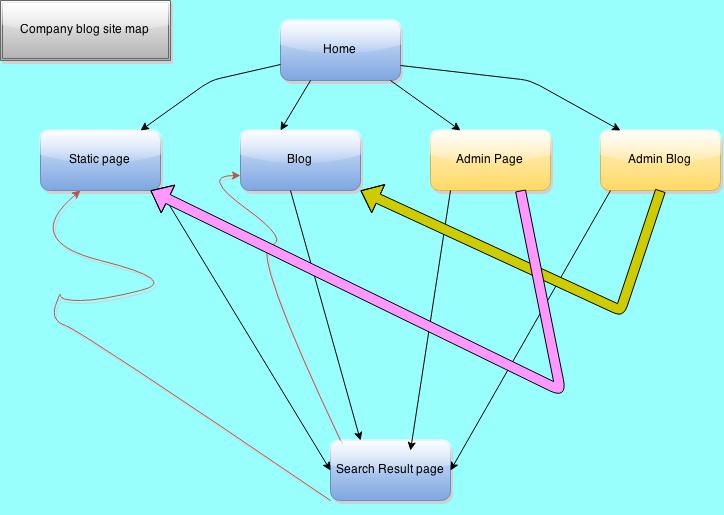 Company blog site map
Home
Static page
Blog
Admin Page
Admin Blog
Search Result page